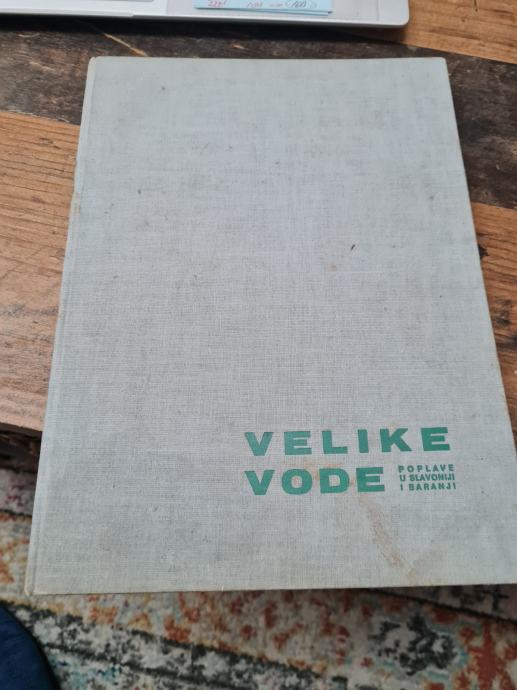 VELIKE
VODE
POPLAVE
U SLAVONIJI
I BARANJI